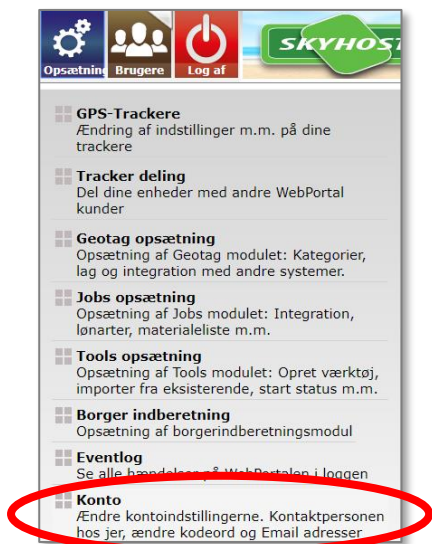 Opsætning Brugere Log af SKYHOST
GPS-Trackere
Ændring af indstillinger m.m. på dine
trackere
Tracker deling
Del dine enheder med andre WebPortal
kunder
Geotag opsætning
Opsætning af Geotag modulet: Kategorier,
lag og integration med andre systemer.
Jobs opsætning
Opsætning af Jobs modulet: Integration,
lønarter, materialeliste m.m.
Tools opsætning
Opsætning af Tools modulet: Opret værktøj,
importer fra eksisterende, start status m.m.
Borger indberetning
Opsætning af borgerindberetningsmodul
Eventlog
Se alle hændelser på WebPortalen i loggen
Konto
Ændre kontoindstillingerne. Kontaktpersonen
hos jer, ændre kodeord og Email adresser